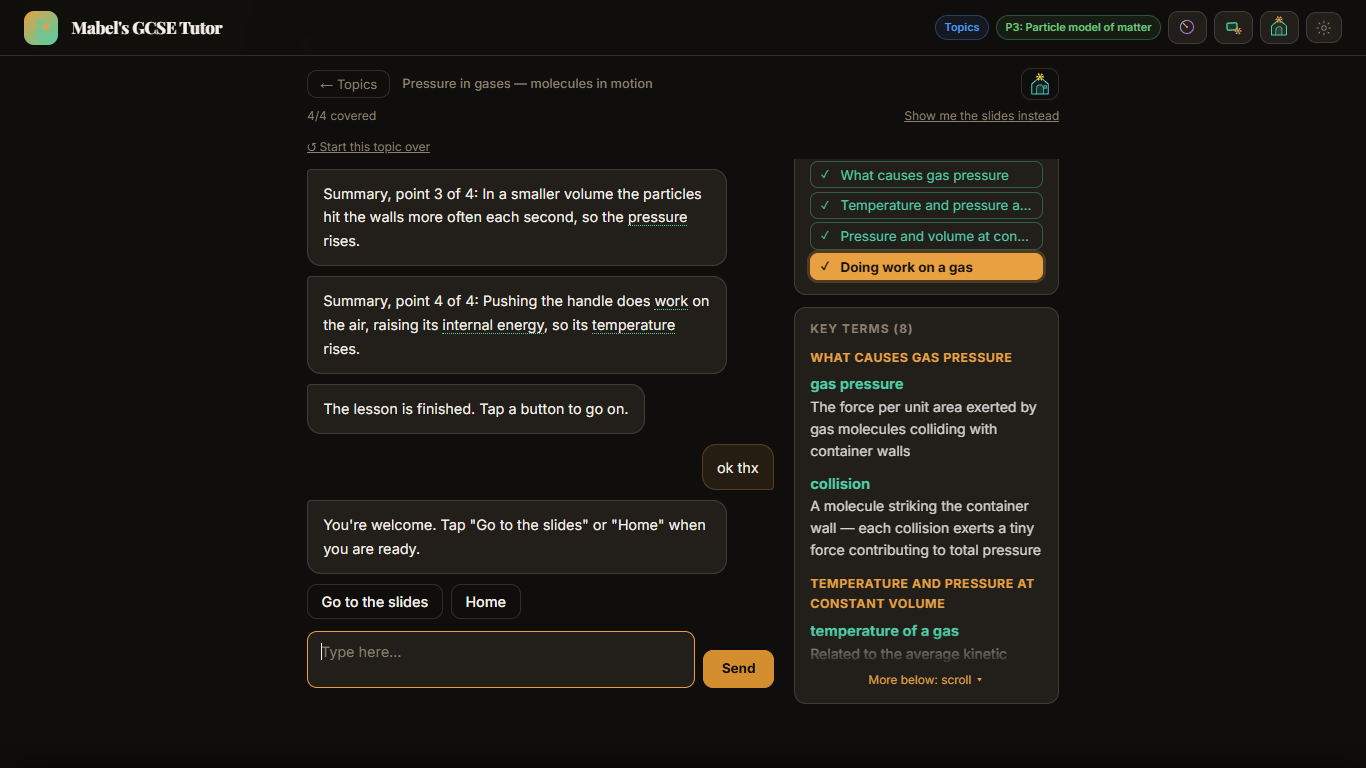 Mabel's GCSE Tutor
Topics
P3: Particle model of matter
← Topics
Pressure in gases — molecules in motion
4/4 covered
Show me the slides instead
↺ Start this topic over
Summary, point 3 of 4: In a smaller volume the particles
hit the walls more often each second, so the pressure
rises.
Summary, point 4 of 4: Pushing the handle does work on
the air, raising its internal energy, so its temperature
rises.
The lesson is finished. Tap a button to go on.
ok thx
You're welcome. Tap "Go to the slides" or "Home" when
you are ready.
Go to the slides
Home
Type here...
Send
✓ What causes gas pressure
✓ Temperature and pressure a...
✓ Pressure and volume at con...
✓ Doing work on a gas
KEY TERMS (8)
WHAT CAUSES GAS PRESSURE
gas pressure
The force per unit area exerted by
gas molecules colliding with
container walls
collision
A molecule striking the container
wall — each collision exerts a tiny
force contributing to total pressure
TEMPERATURE AND PRESSURE AT
CONSTANT VOLUME
temperature of a gas
Related to the average kinetic
More below: scroll ▾